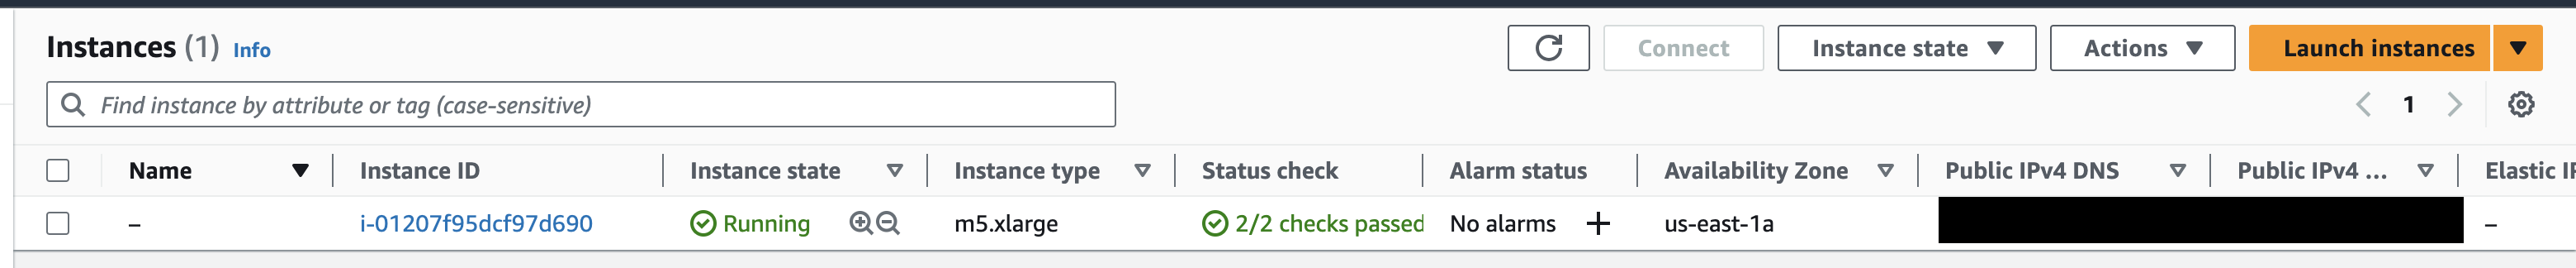 Instances (1) Info
Connect
Instance state
Actions
Launch instances
Find instance by attribute or tag (case-sensitive)
1
Name Instance ID Instance state Instance type Status check Alarm status Availability Zone Public IPv4 DNS Public IPv4 ... Elastic IP
– i-01207f95dcf97d690 Running m5.xlarge 2/2 checks passed No alarms + us-east-1a –